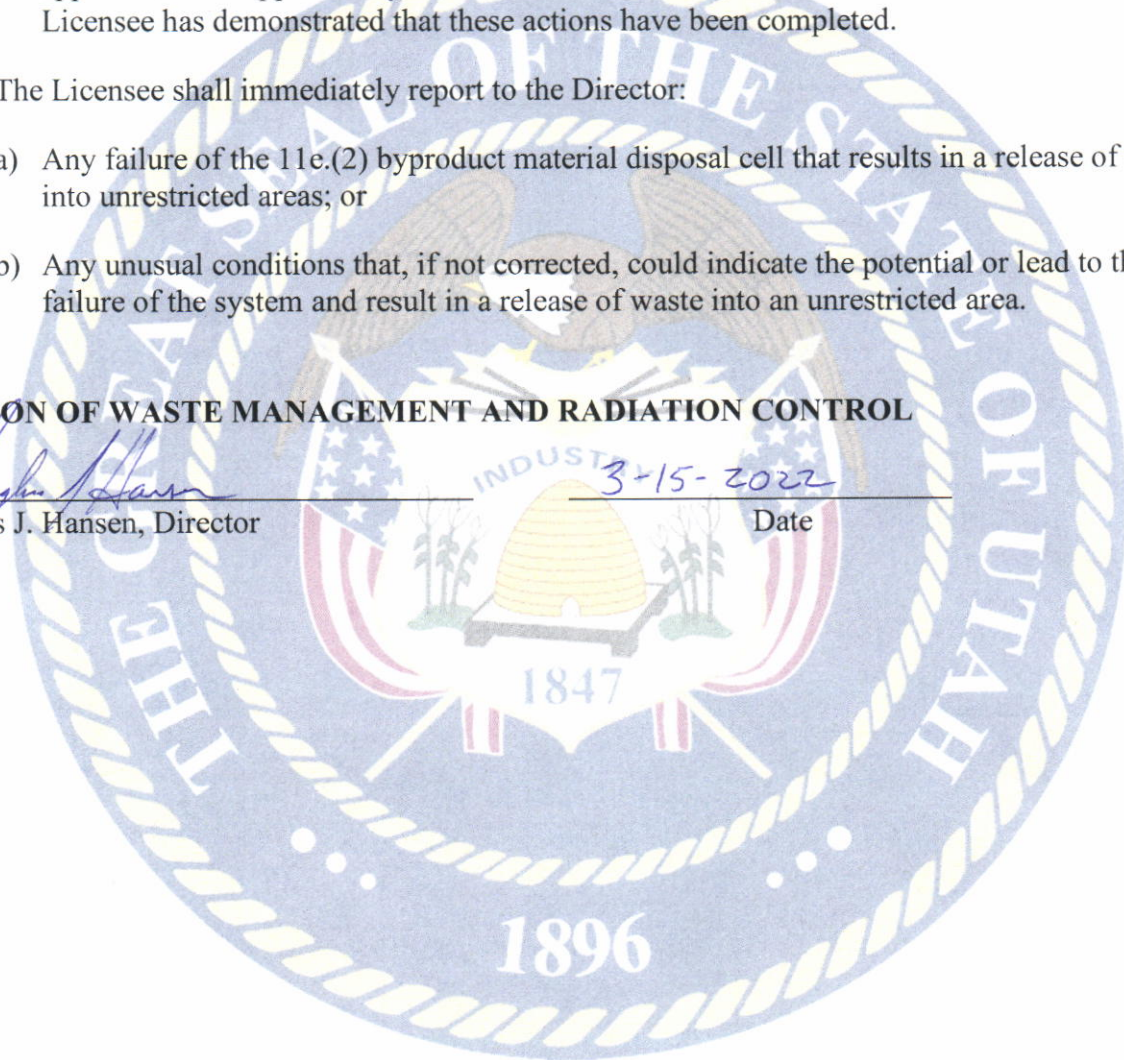 Licensee has demonstrated that these actions have been completed.
The Licensee shall immediately report to the Director:
a) Any failure of the 11e.(2) byproduct material disposal cell that results in a release of
into unrestricted areas; or
b) Any unusual conditions that, if not corrected, could indicate the potential or lead to th
failure of the system and result in a release of waste into an unrestricted area.
ON OF WASTE MANAGEMENT AND RADIATION CONTROL
3-15-2022
s J. Hansen, Director
Date
THE GREAT SEAL OF THE STATE OF UTAH
INDUSTRY
1847
1896